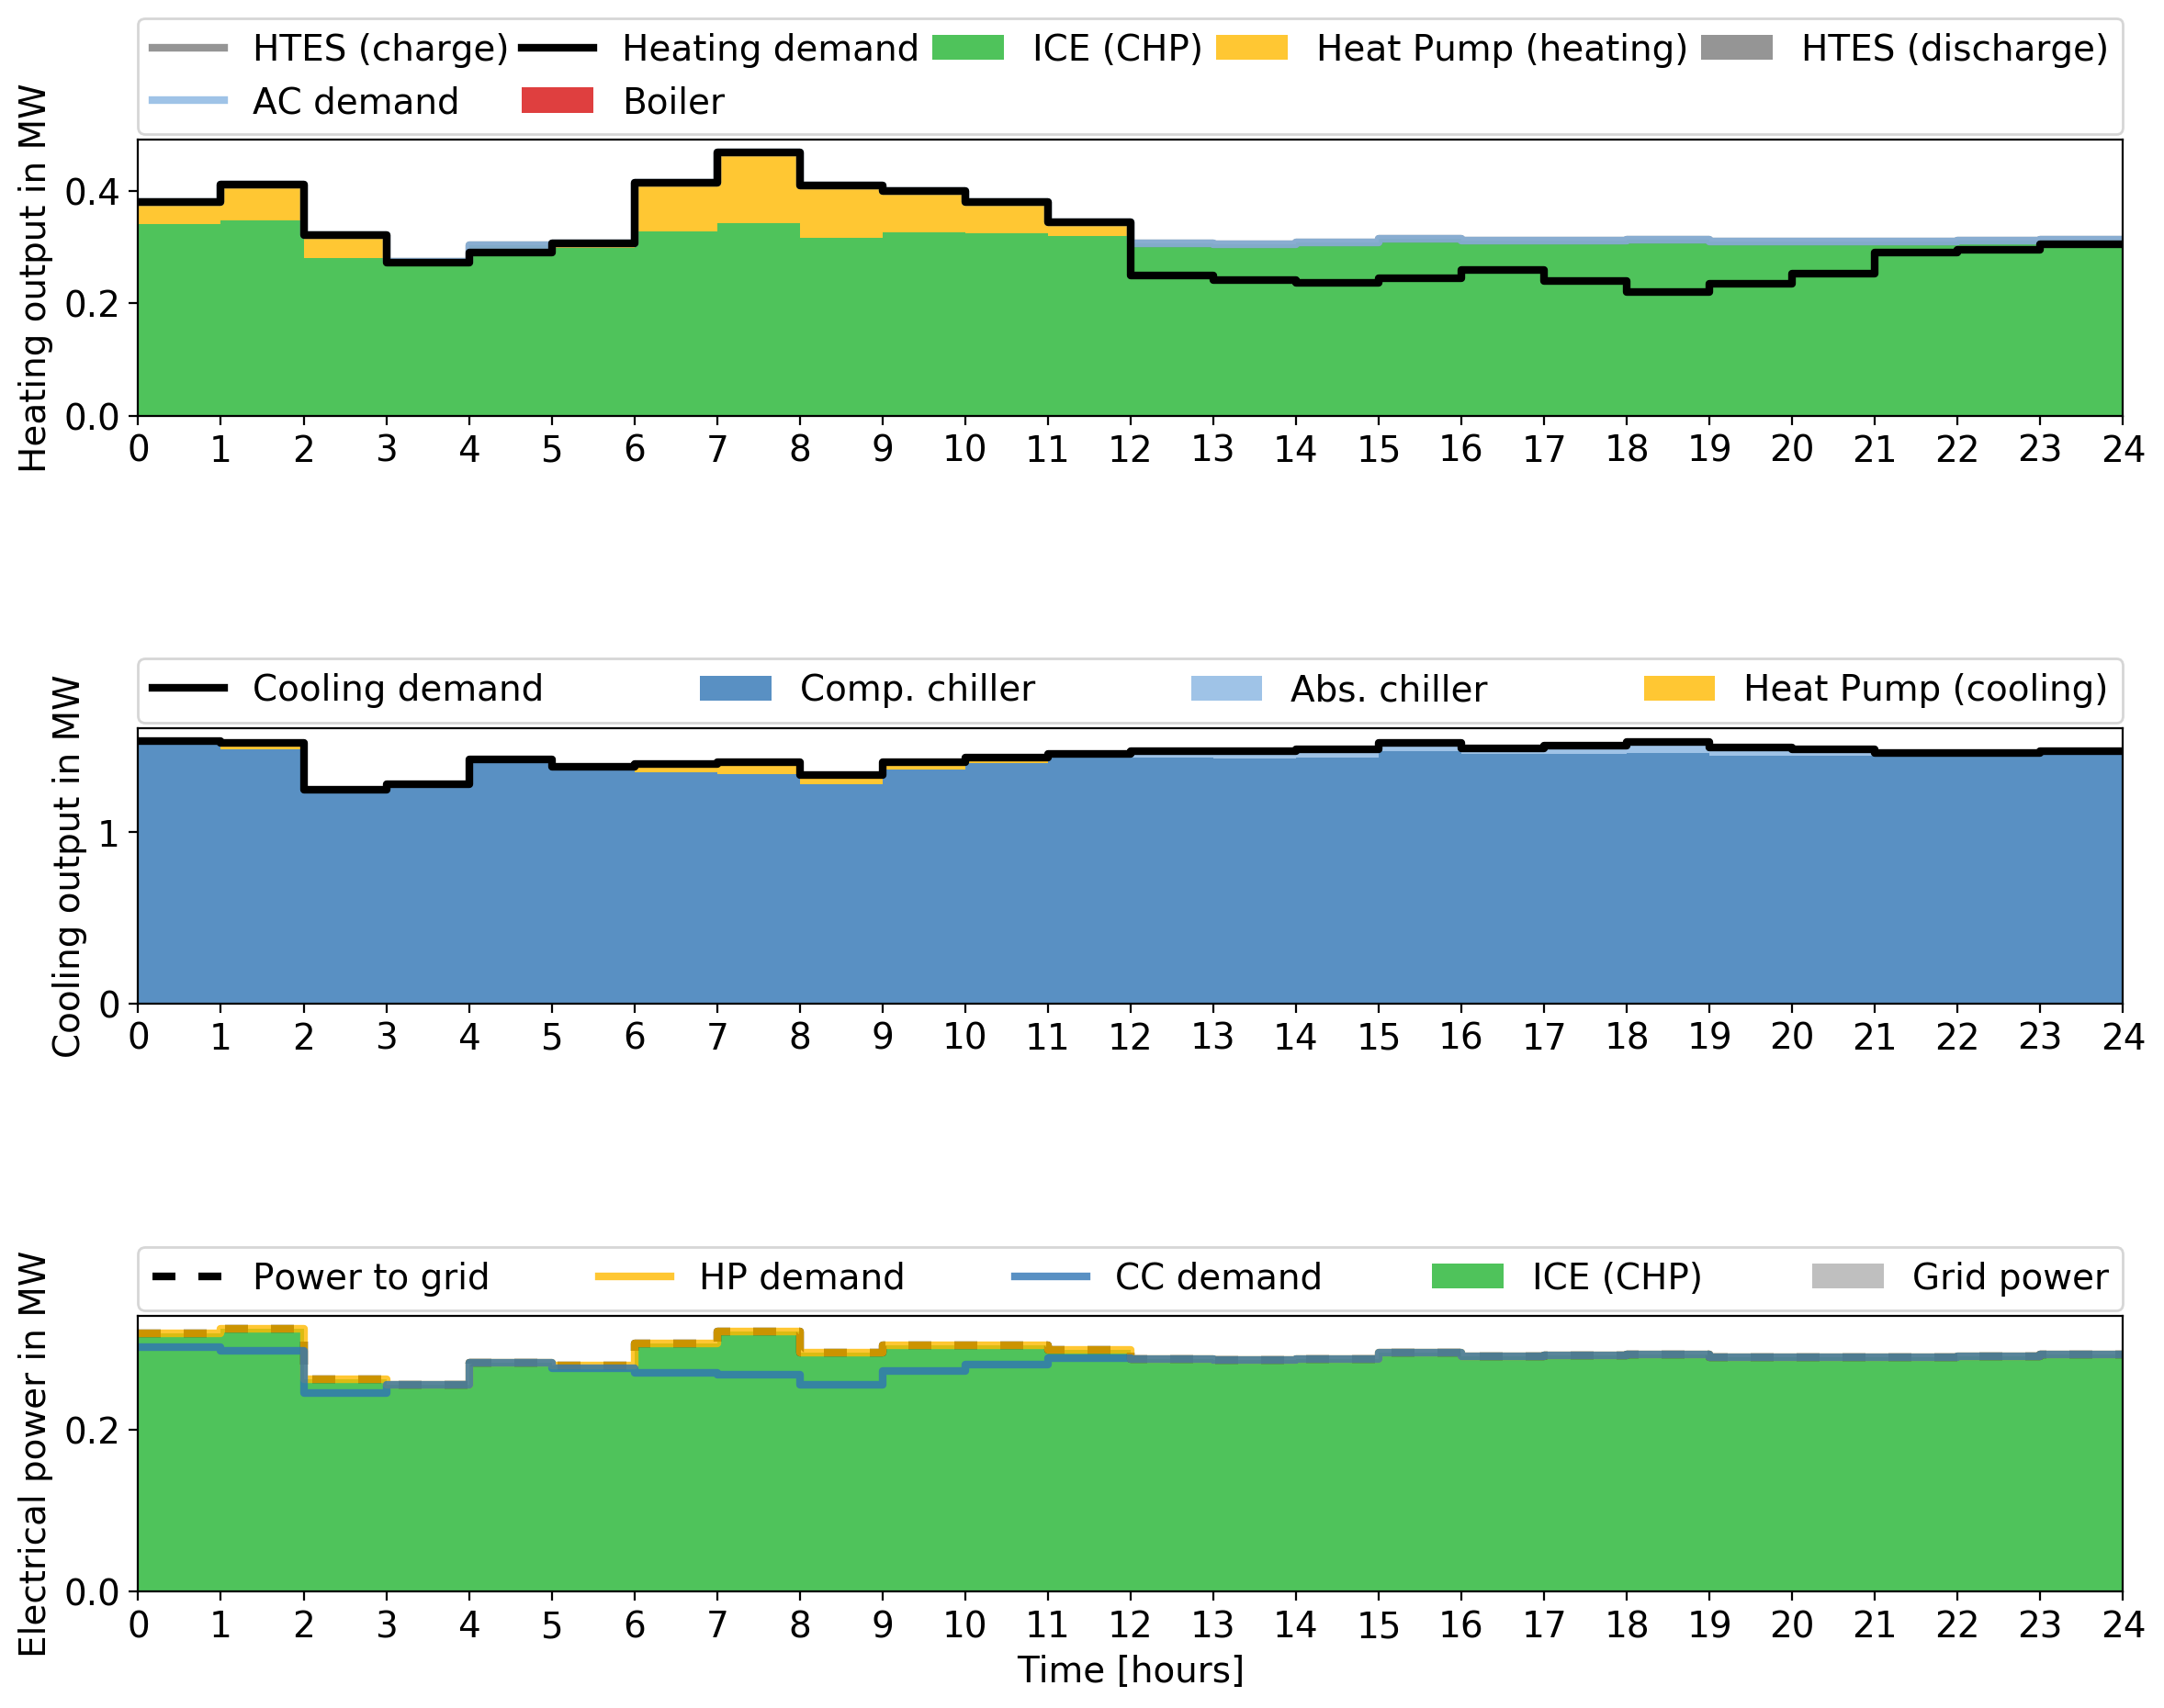 HTES (charge) Heating demand ICE (CHP) Heat Pump (heating) HTES (discharge)
AC demand Boiler
Heating output in MW
0.4
0.2
0.0
0 1 2 3 4 5 6 7 8 9 10 11 12 13 14 15 16 17 18 19 20 21 22 23 24
Cooling demand Comp. chiller Abs. chiller Heat Pump (cooling)
Cooling output in MW
1
0
0 1 2 3 4 5 6 7 8 9 10 11 12 13 14 15 16 17 18 19 20 21 22 23 24
Power to grid HP demand CC demand ICE (CHP) Grid power
Electrical power in MW
0.2
0.0
0 1 2 3 4 5 6 7 8 9 10 11 12 13 14 15 16 17 18 19 20 21 22 23 24
Time [hours]